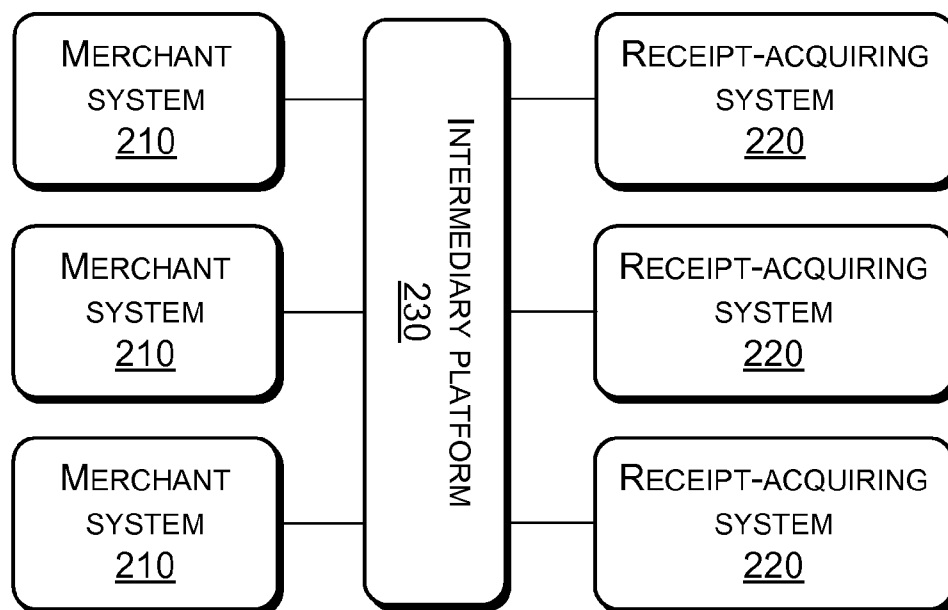 MERCHANT
SYSTEM
210
MERCHANT
SYSTEM
210
MERCHANT
SYSTEM
210
INTERMEDIARY PLATFORM
230
RECEIPT-ACQUIRING
SYSTEM
220
RECEIPT-ACQUIRING
SYSTEM
220
RECEIPT-ACQUIRING
SYSTEM
220